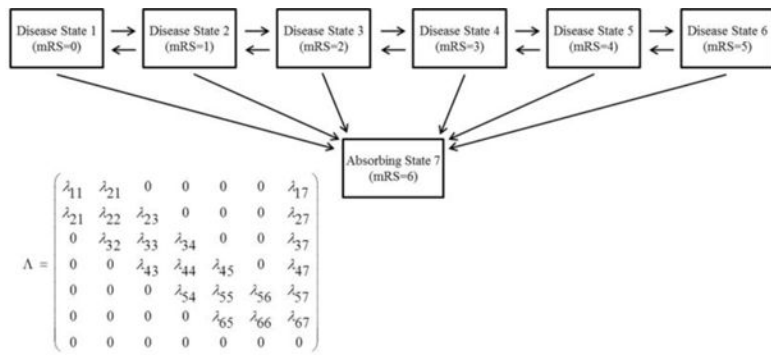 Disease State 1 Disease State 2 Disease State 3 Disease State 4 Disease State 5 Disease State 6
(mRS=0) (mRS=1) (mRS=2) (mRS=3) (mRS=4) (mRS=5)
Absorbing State 7
(mRS=6)
λ11 λ21 0 0 0 0 λ17
λ21 λ22 λ23 0 0 0 λ27
0 λ32 λ33 λ34 0 0 λ37
Λ = 0 0 λ43 λ44 λ45 0 λ47
0 0 0 λ54 λ55 λ56 λ57
0 0 0 0 λ65 λ66 λ67
0 0 0 0 0 0 0